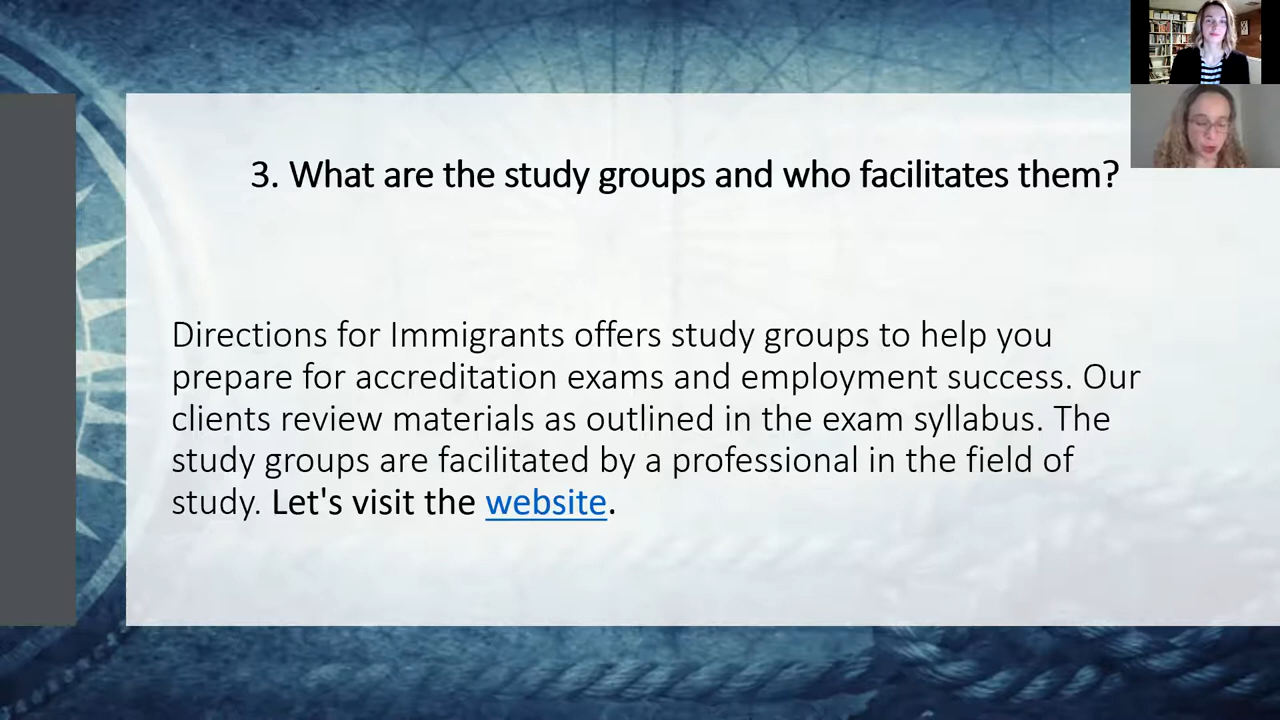 3. What are the study groups and who facilitates them?
Directions for Immigrants offers study groups to help you
prepare for accreditation exams and employment success. Our
clients review materials as outlined in the exam syllabus. The
study groups are facilitated by a professional in the field of
study. Let's visit the website.